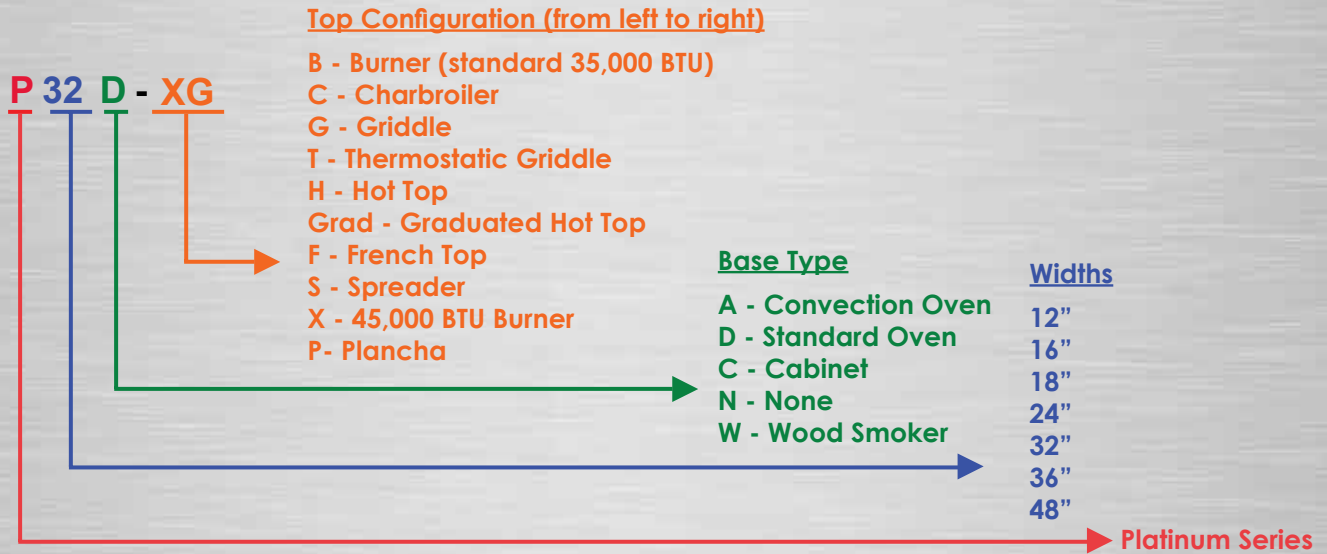 Top Configuration (from left to right)
P 32 D - XG
B - Burner (standard 35,000 BTU)
C - Charbroiler
G - Griddle
T - Thermostatic Griddle
H - Hot Top
Grad - Graduated Hot Top
F - French Top
S - Spreader
X - 45,000 BTU Burner
P- Plancha
Base Type
A - Convection Oven
D - Standard Oven
C - Cabinet
N - None
W - Wood Smoker
Widths
12”
16”
18”
24”
32”
36”
48”
Platinum Series